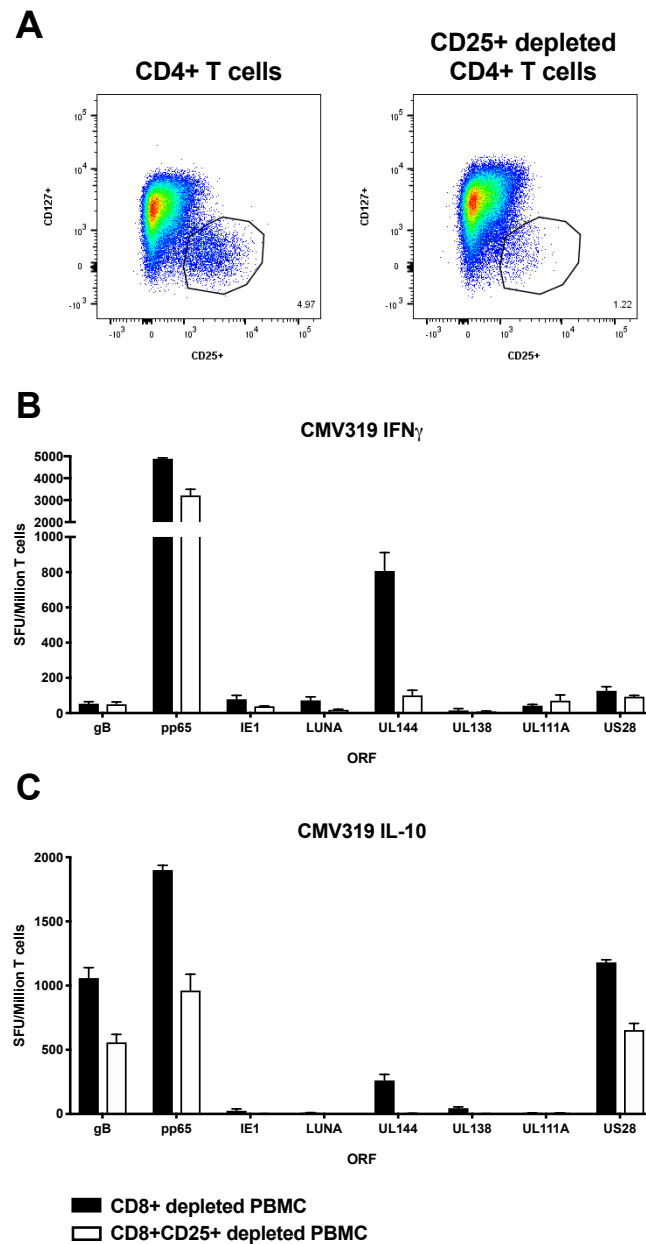 A
CD4+ T cells
CD25+ depleted
CD4+ T cells
10^5
10^4
10^3
0
-10^3
CD127+
-10^3
0
10^3
10^4
10^5
CD25+
4.97
10^5
10^4
10^3
0
-10^3
CD127+
-10^3
0
10^3
10^4
10^5
CD25+
1.22
B
CMV319 IFNγ
5000
4000
3000
2000
1000
800
600
400
200
0
SFU/Million T cells
gB pp65 IE1 LUNA UL144 UL138 UL111A US28
ORF
C
CMV319 IL-10
2000
1500
1000
500
0
SFU/Million T cells
gB pp65 IE1 LUNA UL144 UL138 UL111A US28
ORF
CD8+ depleted PBMC
CD8+CD25+ depleted PBMC